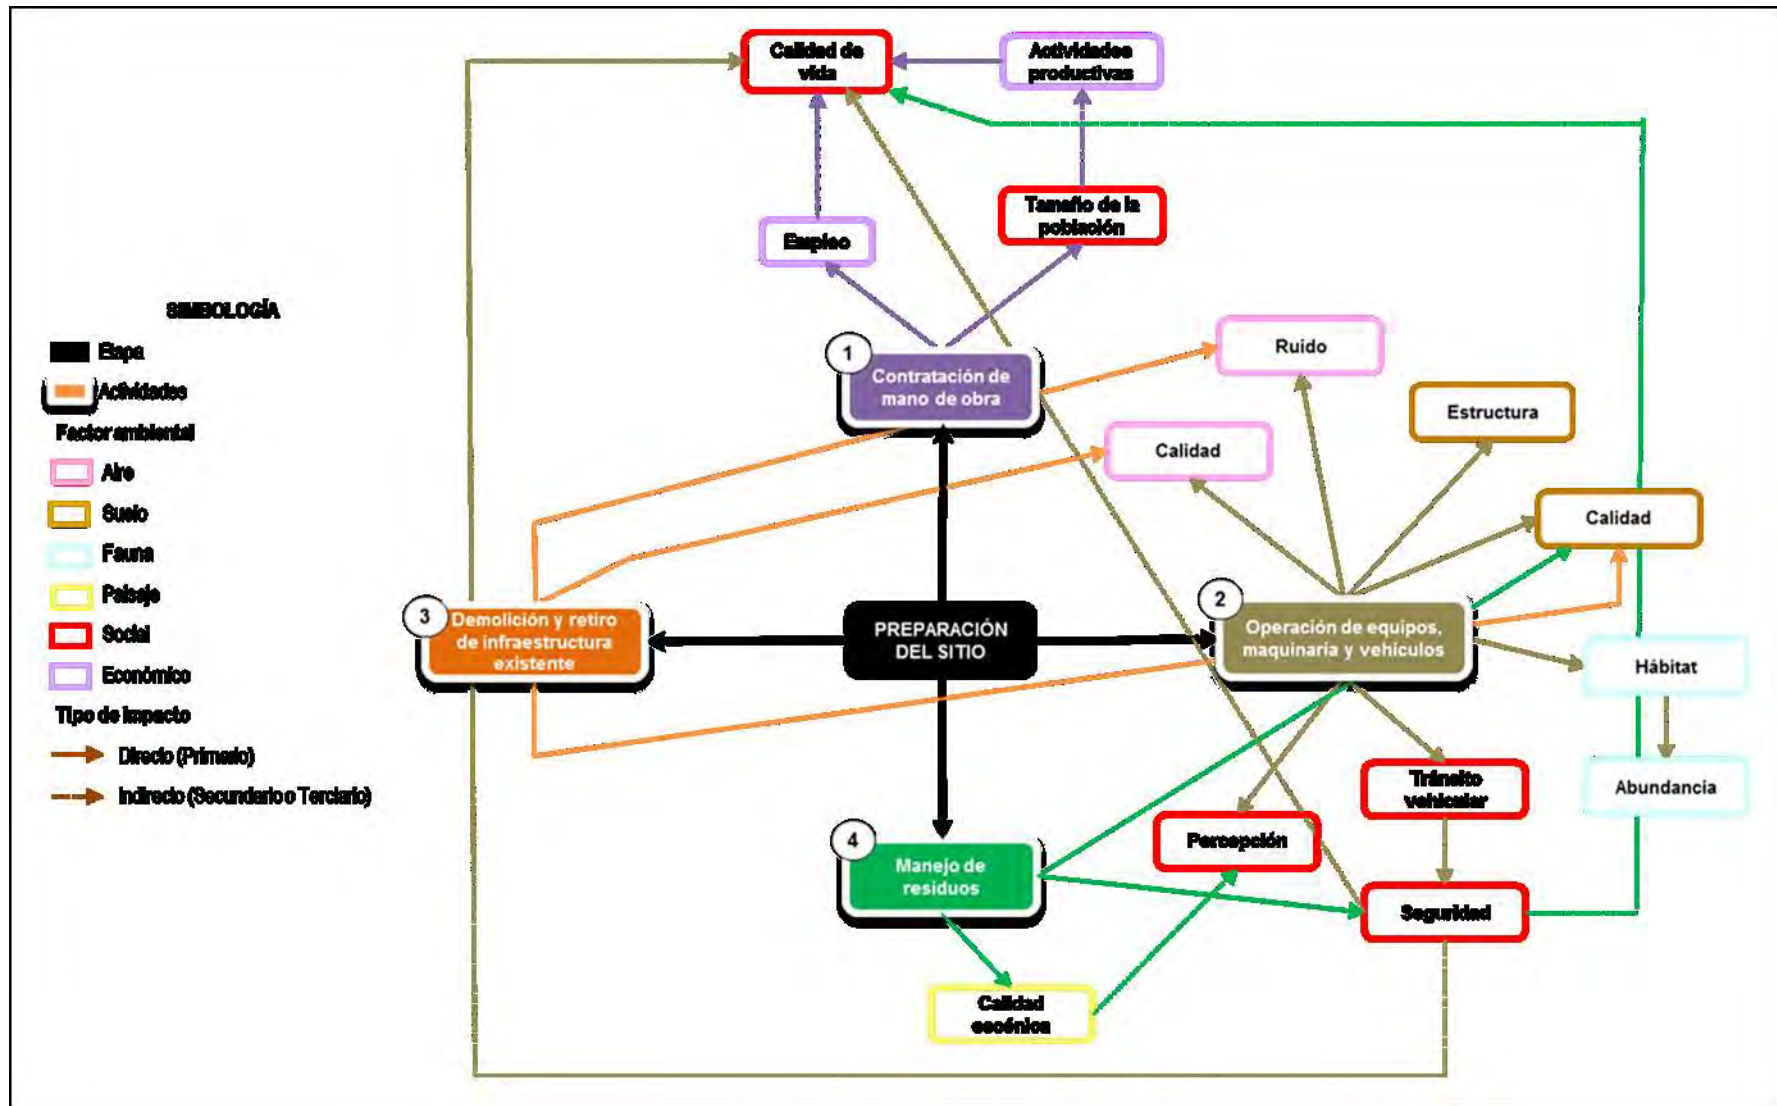 Calidad de
vida
Actividades
productivas
Tamaño de la
población
Empleo
SIMBOLOGÍA
Etapa
Actividades
Factor ambiental
Aire
Suelo
Fauna
Paisaje
Social
Económico
Tipo de impacto
Directo (Primario)
Indirecto (Secundario o Terciario)
1
Contratación de
mano de obra
Ruido
Estructura
Calidad
Calidad
3
Demolición y retiro
de infraestructura
existente
PREPARACIÓN
DEL SITIO
2
Operación de equipos,
maquinaria y vehículos
Hábitat
Abundancia
Tránsito
vehicular
Percepción
4
Manejo de
residuos
Seguridad
Calidad
escénica